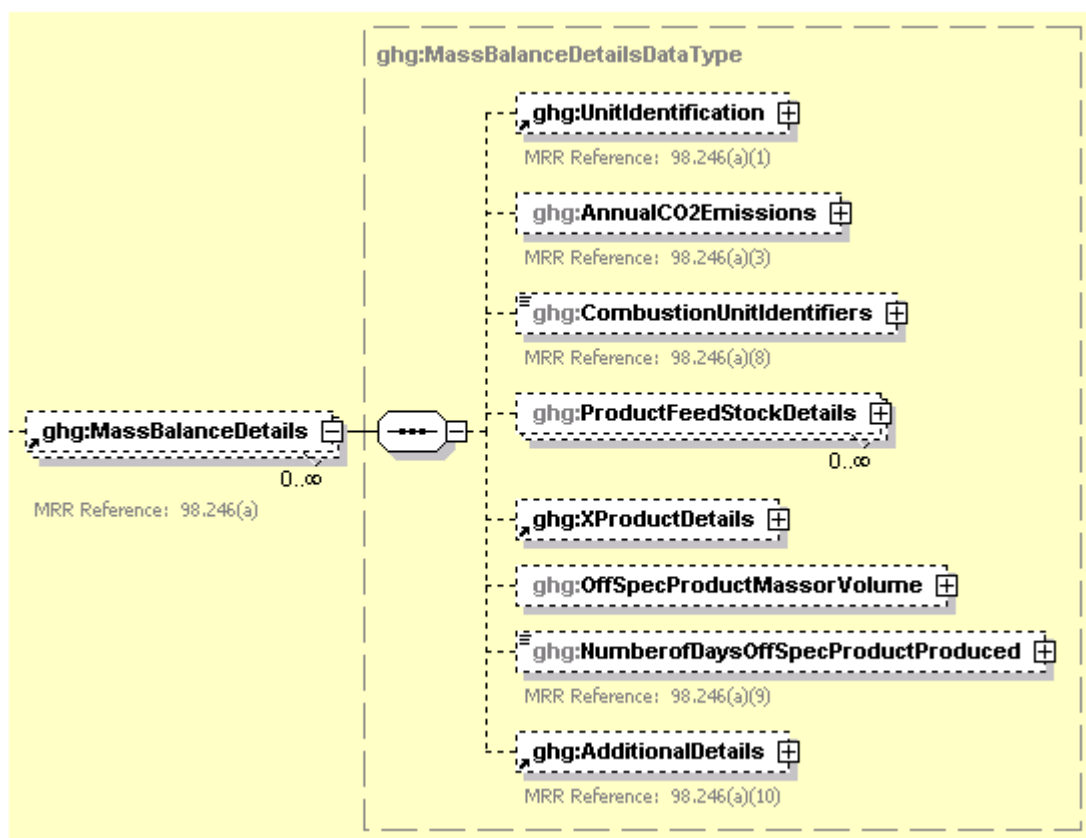 ghg:MassBalanceDetailsDataType
ghg:UnitIdentification
MRR Reference: 98.246(a)(1)
ghg:AnnualCO2Emissions
MRR Reference: 98.246(a)(3)
ghg:CombustionUnitIdentifiers
MRR Reference: 98.246(a)(8)
ghg:ProductFeedStockDetails
0..∞
ghg:MassBalanceDetails
0..∞
MRR Reference: 98.246(a)
ghg:XProductDetails
ghg:OffSpecProductMassorVolume
ghg:NumberofDaysOffSpecProductProduced
MRR Reference: 98.246(a)(9)
ghg:AdditionalDetails
MRR Reference: 98.246(a)(10)